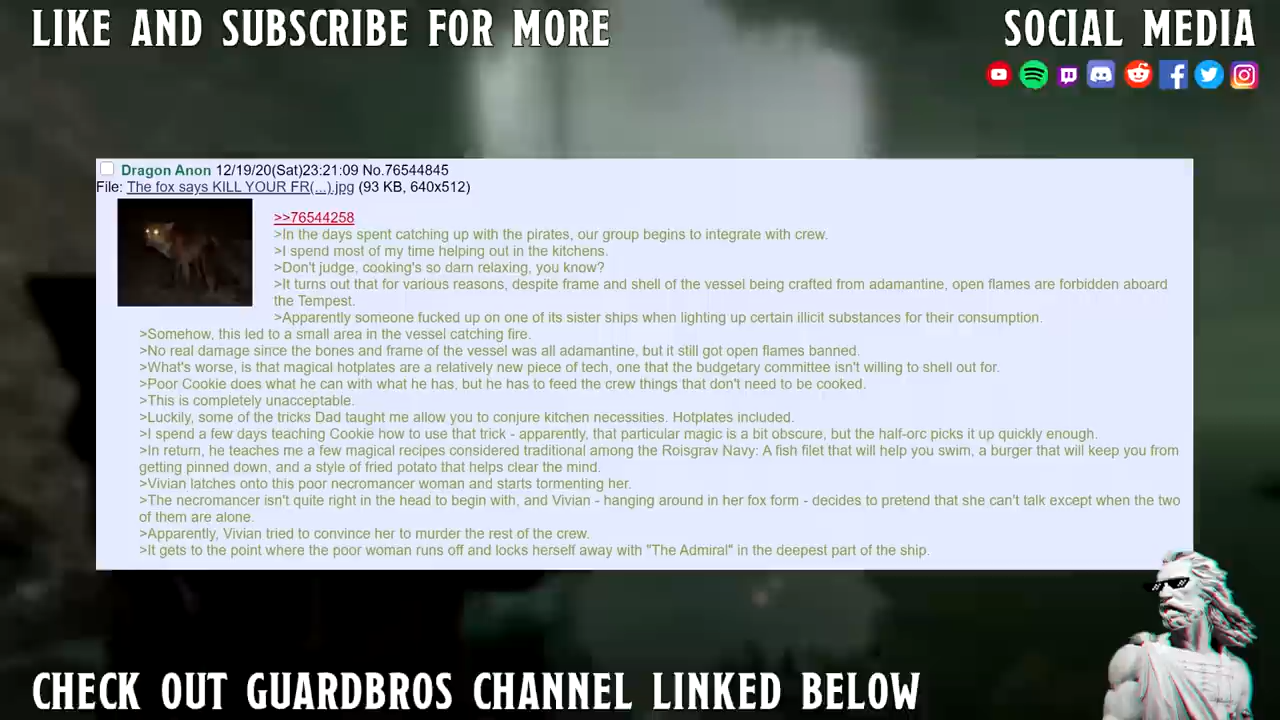 LIKE AND SUBSCRIBE FOR MORE
SOCIAL MEDIA
Dragon Anon 12/19/20(Sat)23:21:09 No.76544845
File: The fox says KILL YOUR FR(...).jpg (93 KB, 640x512)
>>76544258
>In the days spent catching up with the pirates, our group begins to integrate with crew.
>I spend most of my time helping out in the kitchens.
>Don't judge, cooking's so darn relaxing, you know?
>It turns out that for various reasons, despite frame and shell of the vessel being crafted from adamantine, open flames are forbidden aboard
the Tempest.
>Apparently someone fucked up on one of its sister ships when lighting up certain illicit substances for their consumption.
>Somehow, this led to a small area in the vessel catching fire.
>No real damage since the bones and frame of the vessel was all adamantine, but it still got open flames banned.
>What's worse, is that magical hotplates are a relatively new piece of tech, one that the budgetary committee isn't willing to shell out for.
>Poor Cookie does what he can with what he has, but he has to feed the crew things that don't need to be cooked.
>This is completely unacceptable.
>Luckily, some of the tricks Dad taught me allow you to conjure kitchen necessities. Hotplates included.
>I spend a few days teaching Cookie how to use that trick - apparently, that particular magic is a bit obscure, but the half-orc picks it up quickly enough.
>In return, he teaches me a few magical recipes considered traditional among the Roisgrav Navy: A fish filet that will help you swim, a burger that will keep you from
getting pinned down, and a style of fried potato that helps clear the mind.
>Vivian latches onto this poor necromancer woman and starts tormenting her.
>The necromancer isn't quite right in the head to begin with, and Vivian - hanging around in her fox form - decides to pretend that she can't talk except when the two
of them are alone.
>Apparently, Vivian tried to convince her to murder the rest of the crew.
>It gets to the point where the poor woman runs off and locks herself away with "The Admiral" in the deepest part of the ship.
CHECK OUT GUARDBROS CHANNEL LINKED BELOW